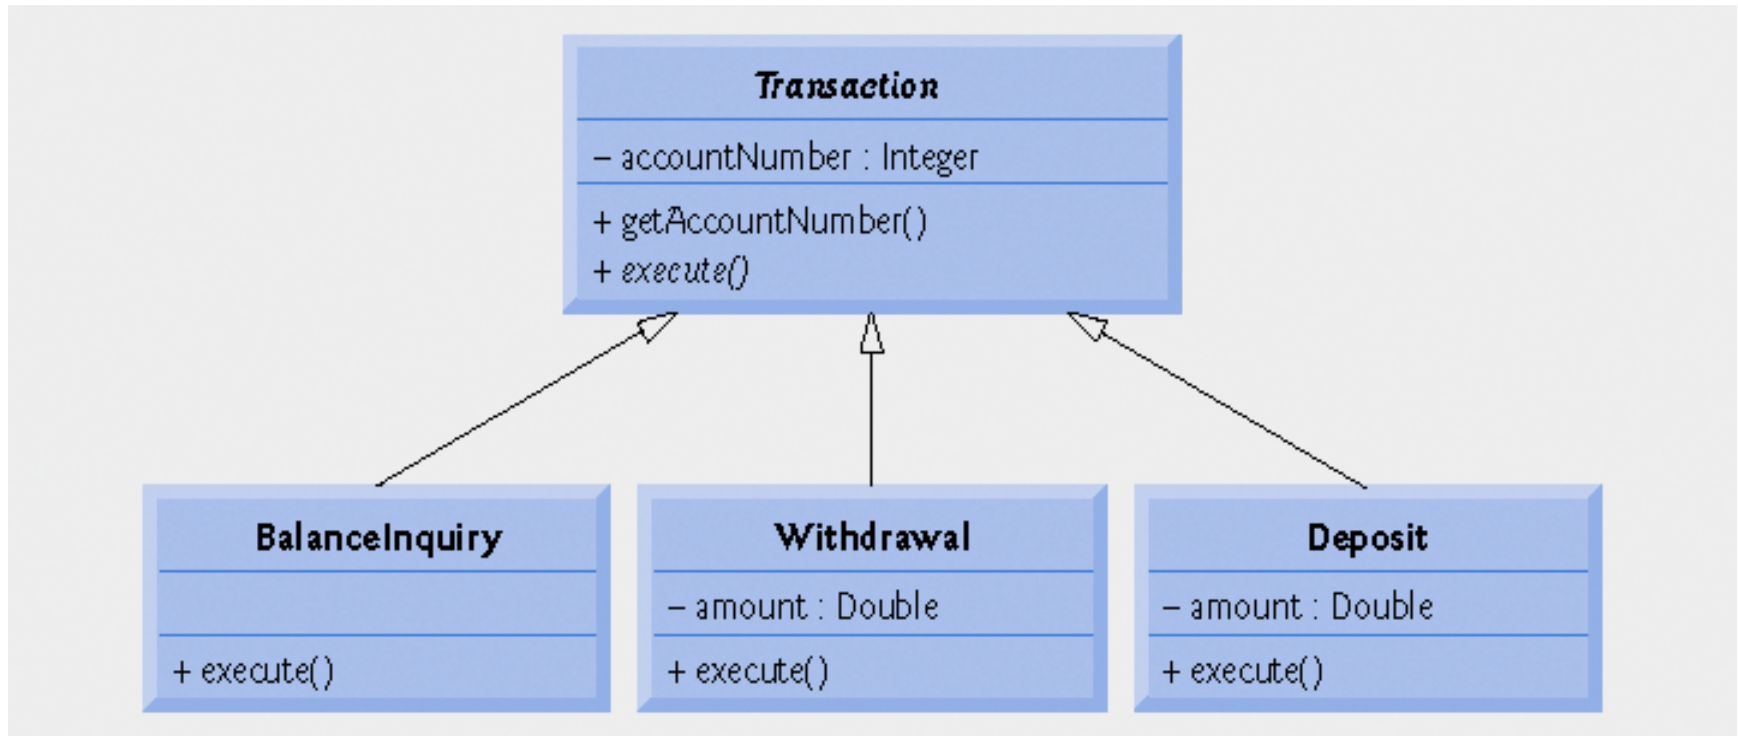 Transaction
– accountNumber : Integer
+ getAccountNumber()
+ execute()
BalanceInquiry
+ execute()
Withdrawal
– amount : Double
+ execute()
Deposit
– amount : Double
+ execute()